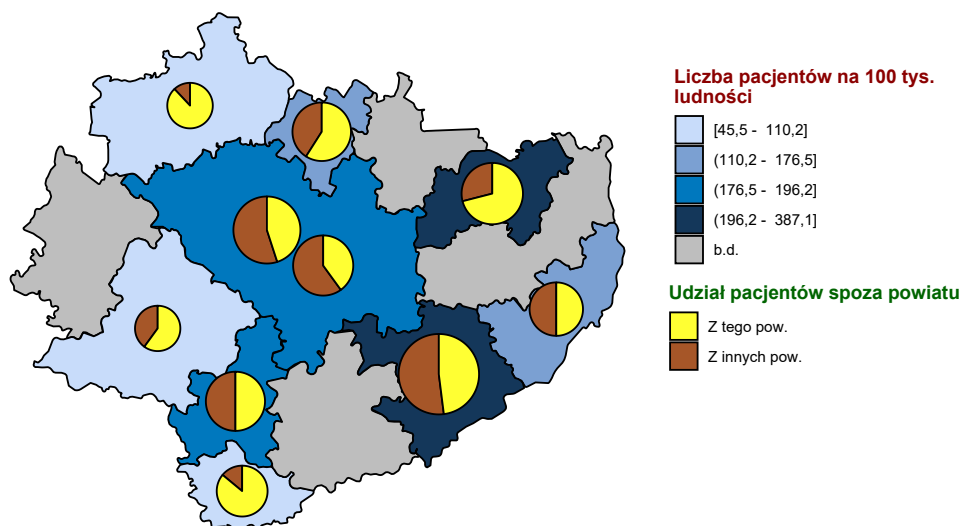 Liczba pacjentów na 100 tys.
ludności
[45,5 - 110,2]
(110,2 - 176,5]
(176,5 - 196,2]
(196,2 - 387,1]
b.d.
Udział pacjentów spoza powiatu
Z tego pow.
Z innych pow.